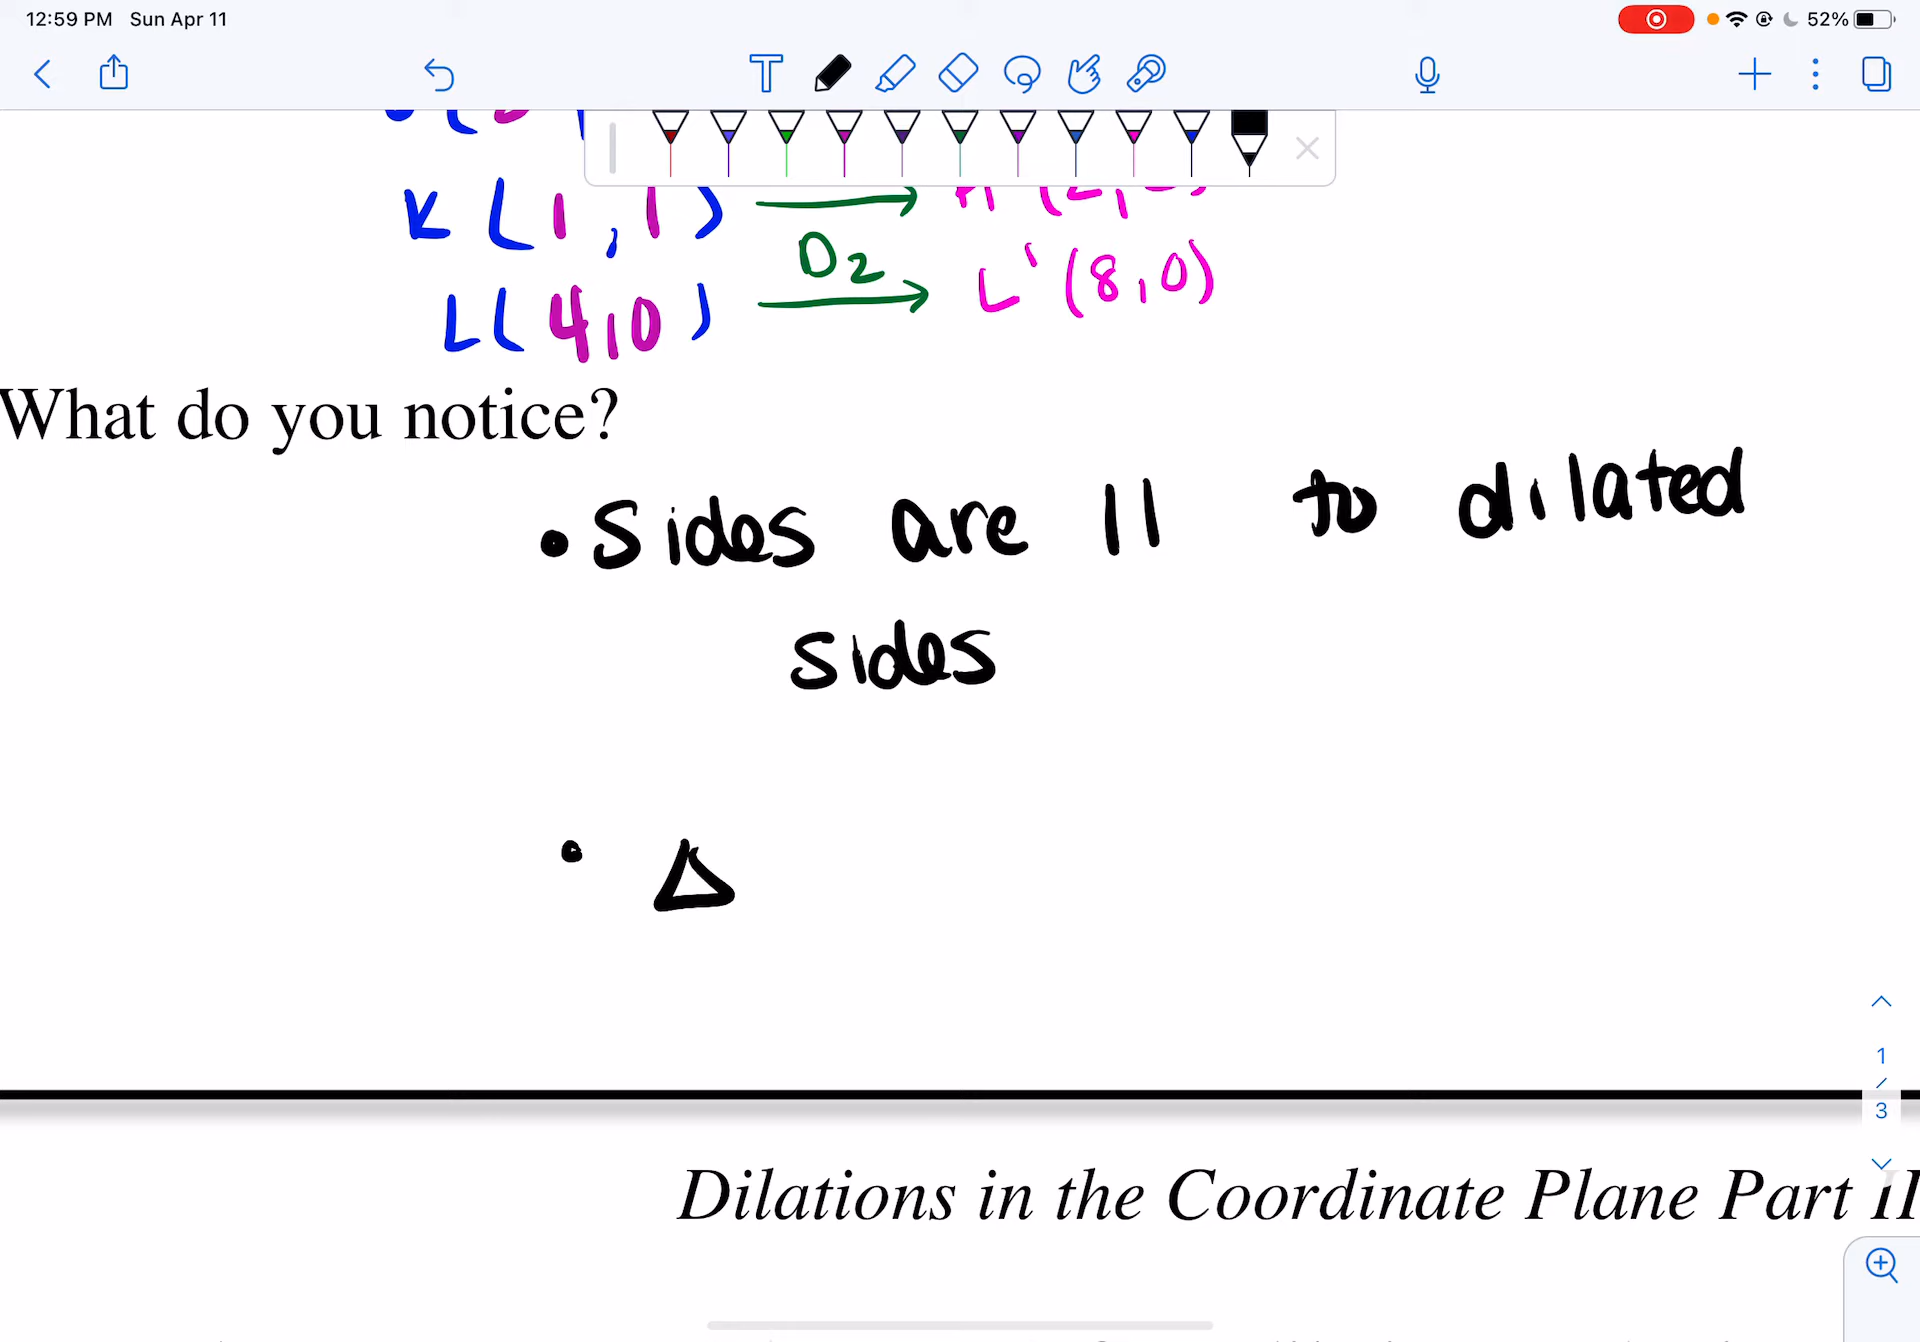 12:59 PM Sun Apr 11
52%
K(1,1)
D2
L(4,0) L'(8,0)
What do you notice?
• Sides are || to dilated
sides
• Δ
1
/
3
Dilations in the Coordinate Plane Part II